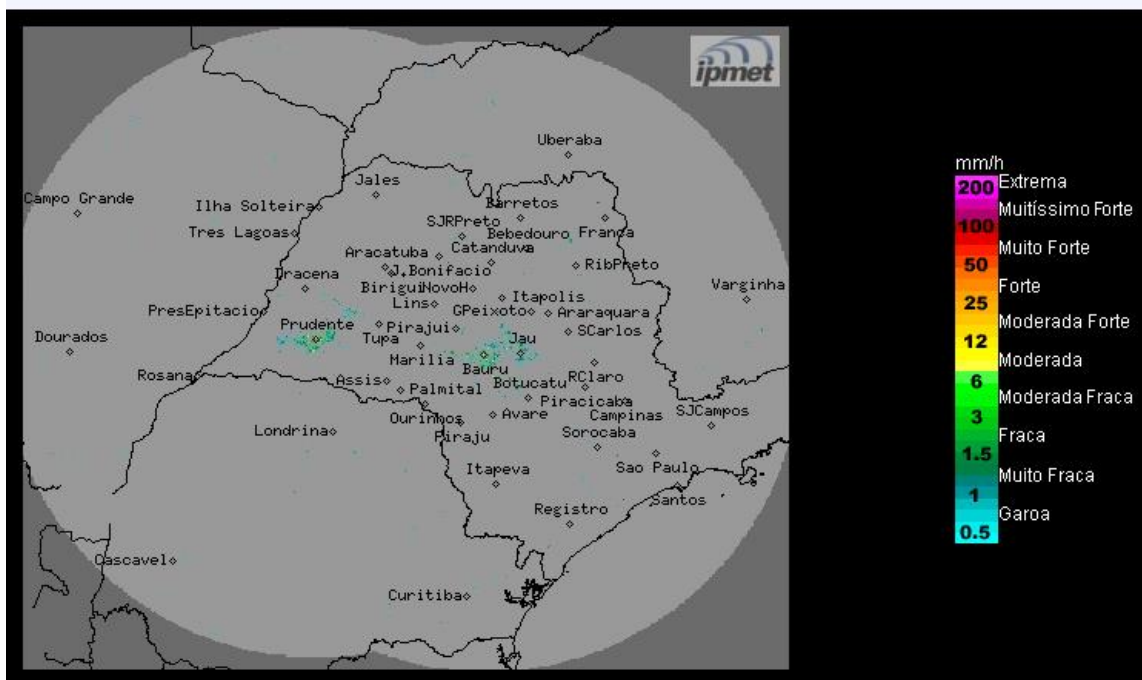 ipmet
Uberaba
Jales
Campo Grande
Ilha Solteira
Barretos
SJRPreto
Tres Lagoas
Bebedouro
Franca
Catanduva
Aracatuba
J.Bonifacio
RibPreto
Dracena
Birigui
NovoH
Itapolis
Varginha
Lins
PresEpitacio
GPeixoto
Araraquara
Prudente
Pirajui
SCarlos
Dourados
Tupa
Jau
Marilia
Bauru
Rosana
Assis
Botucatu
RClaro
Palmital
Piracicaba
Ourinhos
Avare
Campinas
SJCampos
Londrina
Piraju
Sorocaba
Itapeva
Sao Paulo
Santos
Registro
Cascavel
Curitiba
mm/h
200 Extrema
Muitíssimo Forte
100
Muito Forte
50
Forte
25
Moderada Forte
12
Moderada
6
Moderada Fraca
3
Fraca
1.5
Muito Fraca
1
Garoa
0.5